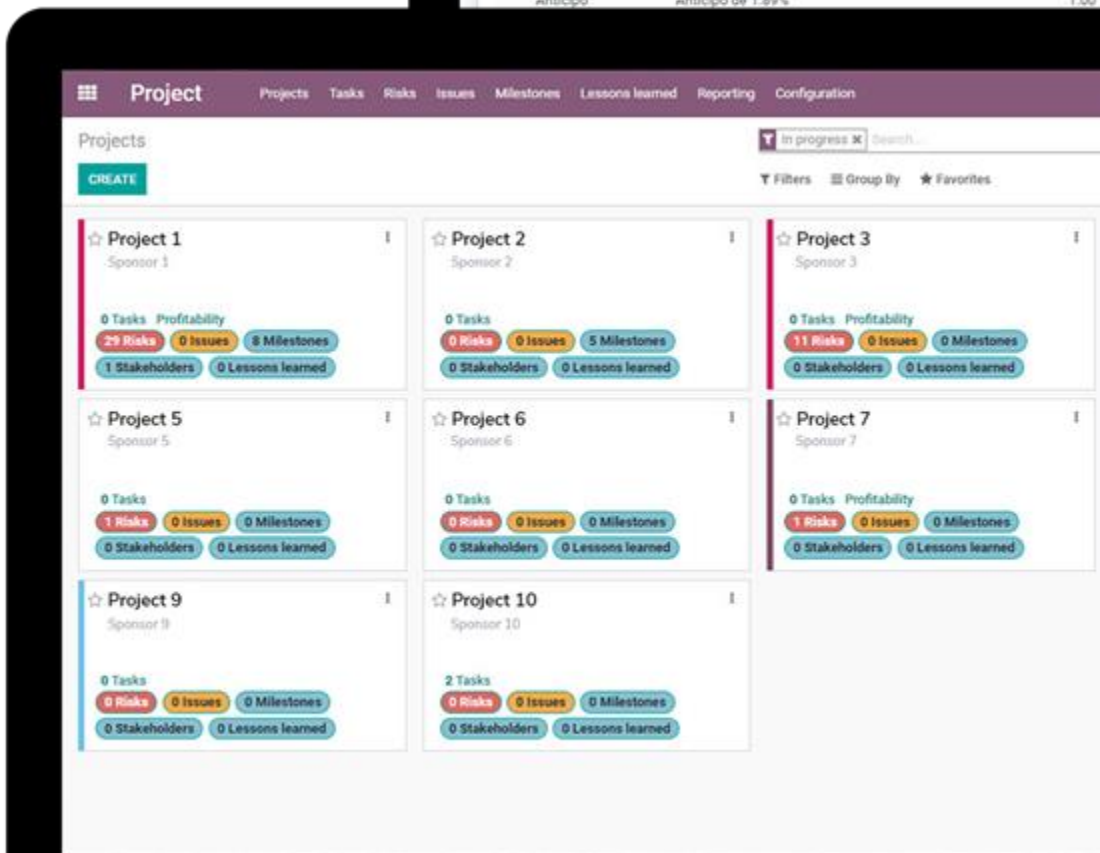 Anticipo Anticipo de 1.89% 1.00
Project Projects Tasks Risks Issues Milestones Lessons learned Reporting Configuration
Projects In progress Search...
CREATE Filters Group By Favorites
Project 1 Project 2 Project 3
Sponsor 1 Sponsor 2 Sponsor 3
0 Tasks Profitability 0 Tasks 0 Tasks Profitability
29 Risks 0 Issues 8 Milestones 0 Risks 0 Issues 5 Milestones 11 Risks 0 Issues 0 Milestones
1 Stakeholders 0 Lessons learned 0 Stakeholders 0 Lessons learned 0 Stakeholders 0 Lessons learned
Project 5 Project 6 Project 7
Sponsor 5 Sponsor 6 Sponsor 7
0 Tasks 0 Tasks 0 Tasks Profitability
1 Risks 0 Issues 0 Milestones 0 Risks 0 Issues 0 Milestones 1 Risks 0 Issues 0 Milestones
0 Stakeholders 0 Lessons learned 0 Stakeholders 0 Lessons learned 0 Stakeholders 0 Lessons learned
Project 9 Project 10
Sponsor 9 Sponsor 10
0 Tasks 2 Tasks
0 Risks 0 Issues 0 Milestones 0 Risks 0 Issues 0 Milestones
0 Stakeholders 0 Lessons learned 0 Stakeholders 0 Lessons learned